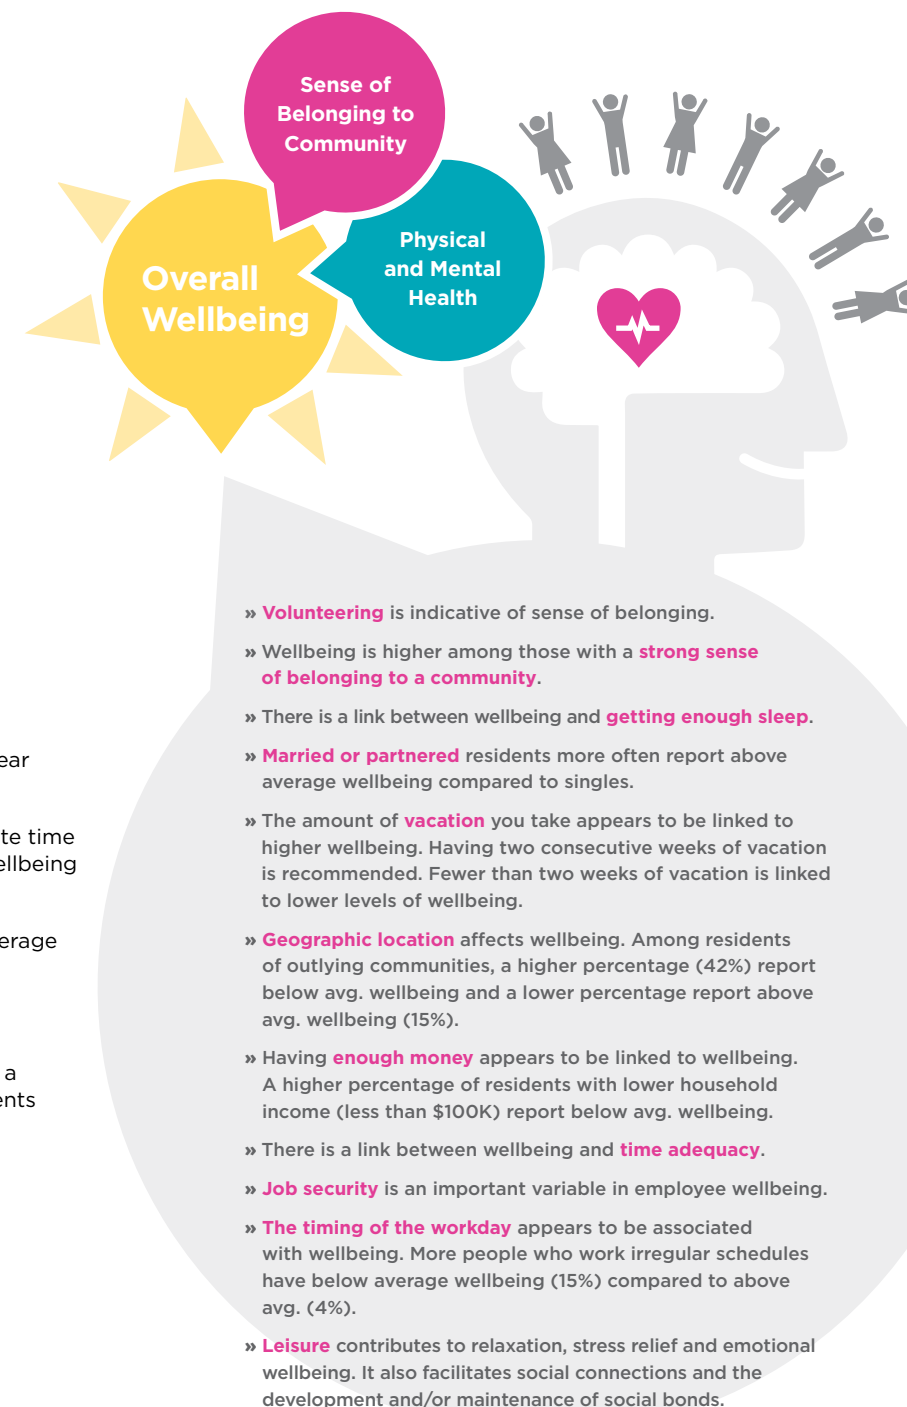 Sense of
Belonging to
Community
Physical
and Mental
Health
Overall
Wellbeing
» Volunteering is indicative of sense of belonging.
» Wellbeing is higher among those with a strong sense
of belonging to a community.
» There is a link between wellbeing and getting enough sleep.
» Married or partnered residents more often report above
average wellbeing compared to singles.
» The amount of vacation you take appears to be linked to
higher wellbeing. Having two consecutive weeks of vacation
is recommended. Fewer than two weeks of vacation is linked
to lower levels of wellbeing.
» Geographic location affects wellbeing. Among residents
of outlying communities, a higher percentage (42%) report
below avg. wellbeing and a lower percentage report above
avg. wellbeing (15%).
» Having enough money appears to be linked to wellbeing.
A higher percentage of residents with lower household
income (less than $100K) report below avg. wellbeing.
» There is a link between wellbeing and time adequacy.
» Job security is an important variable in employee wellbeing.
» The timing of the workday appears to be associated
with wellbeing. More people who work irregular schedules
have below average wellbeing (15%) compared to above
avg. (4%).
» Leisure contributes to relaxation, stress relief and emotional
wellbeing. It also facilitates social connections and the
development and/or maintenance of social bonds.
time
a